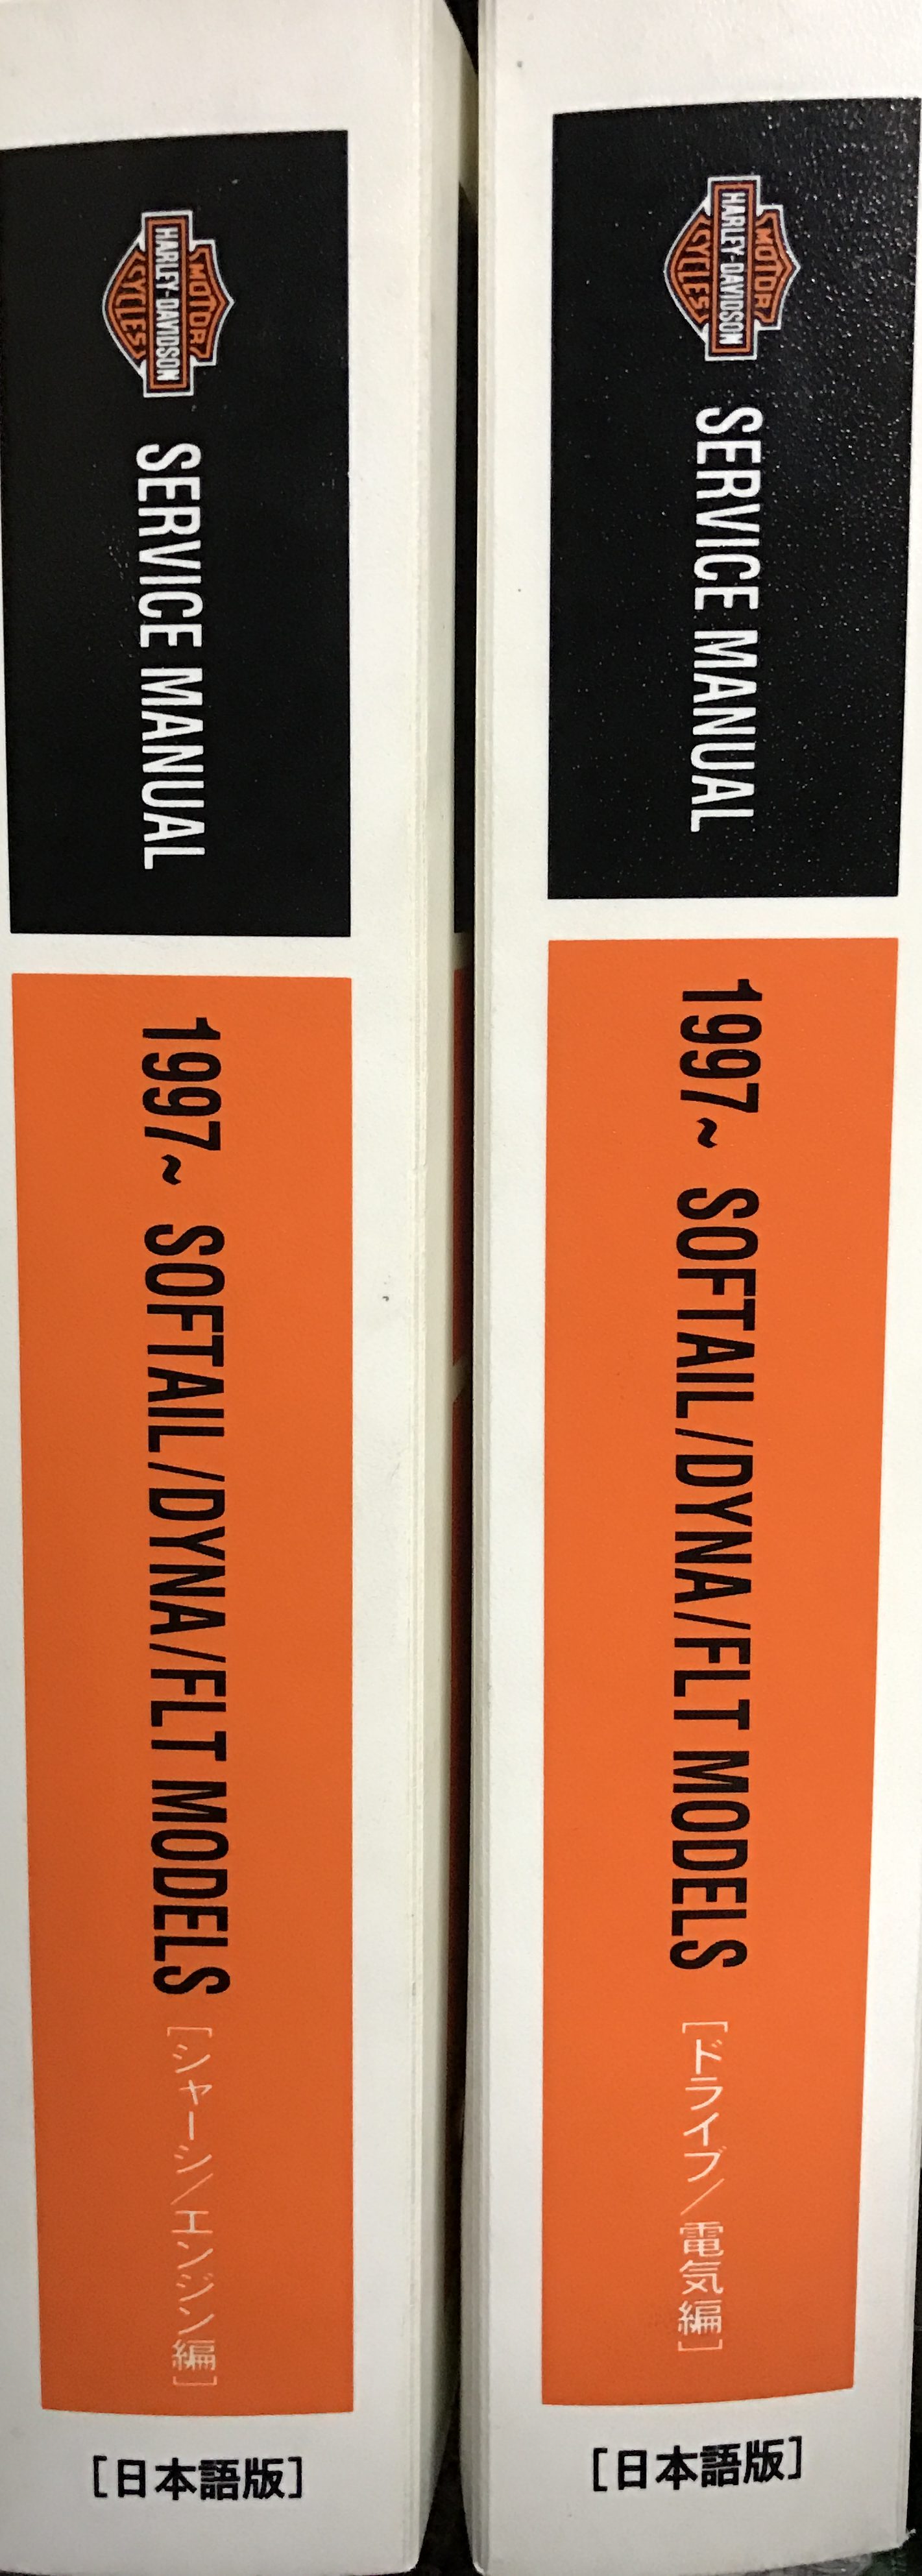 MOTOR
HARLEY-DAVIDSON
CYCLES
SERVICE MANUAL
1997~ SOFTAIL/DYNA/FLT MODELS
[シャーシ/エンジン編]
[日本語版]
MOTOR
HARLEY-DAVIDSON
CYCLES
SERVICE MANUAL
1997~ SOFTAIL/DYNA/FLT MODELS
[ドライブ/電気編]
[日本語版]